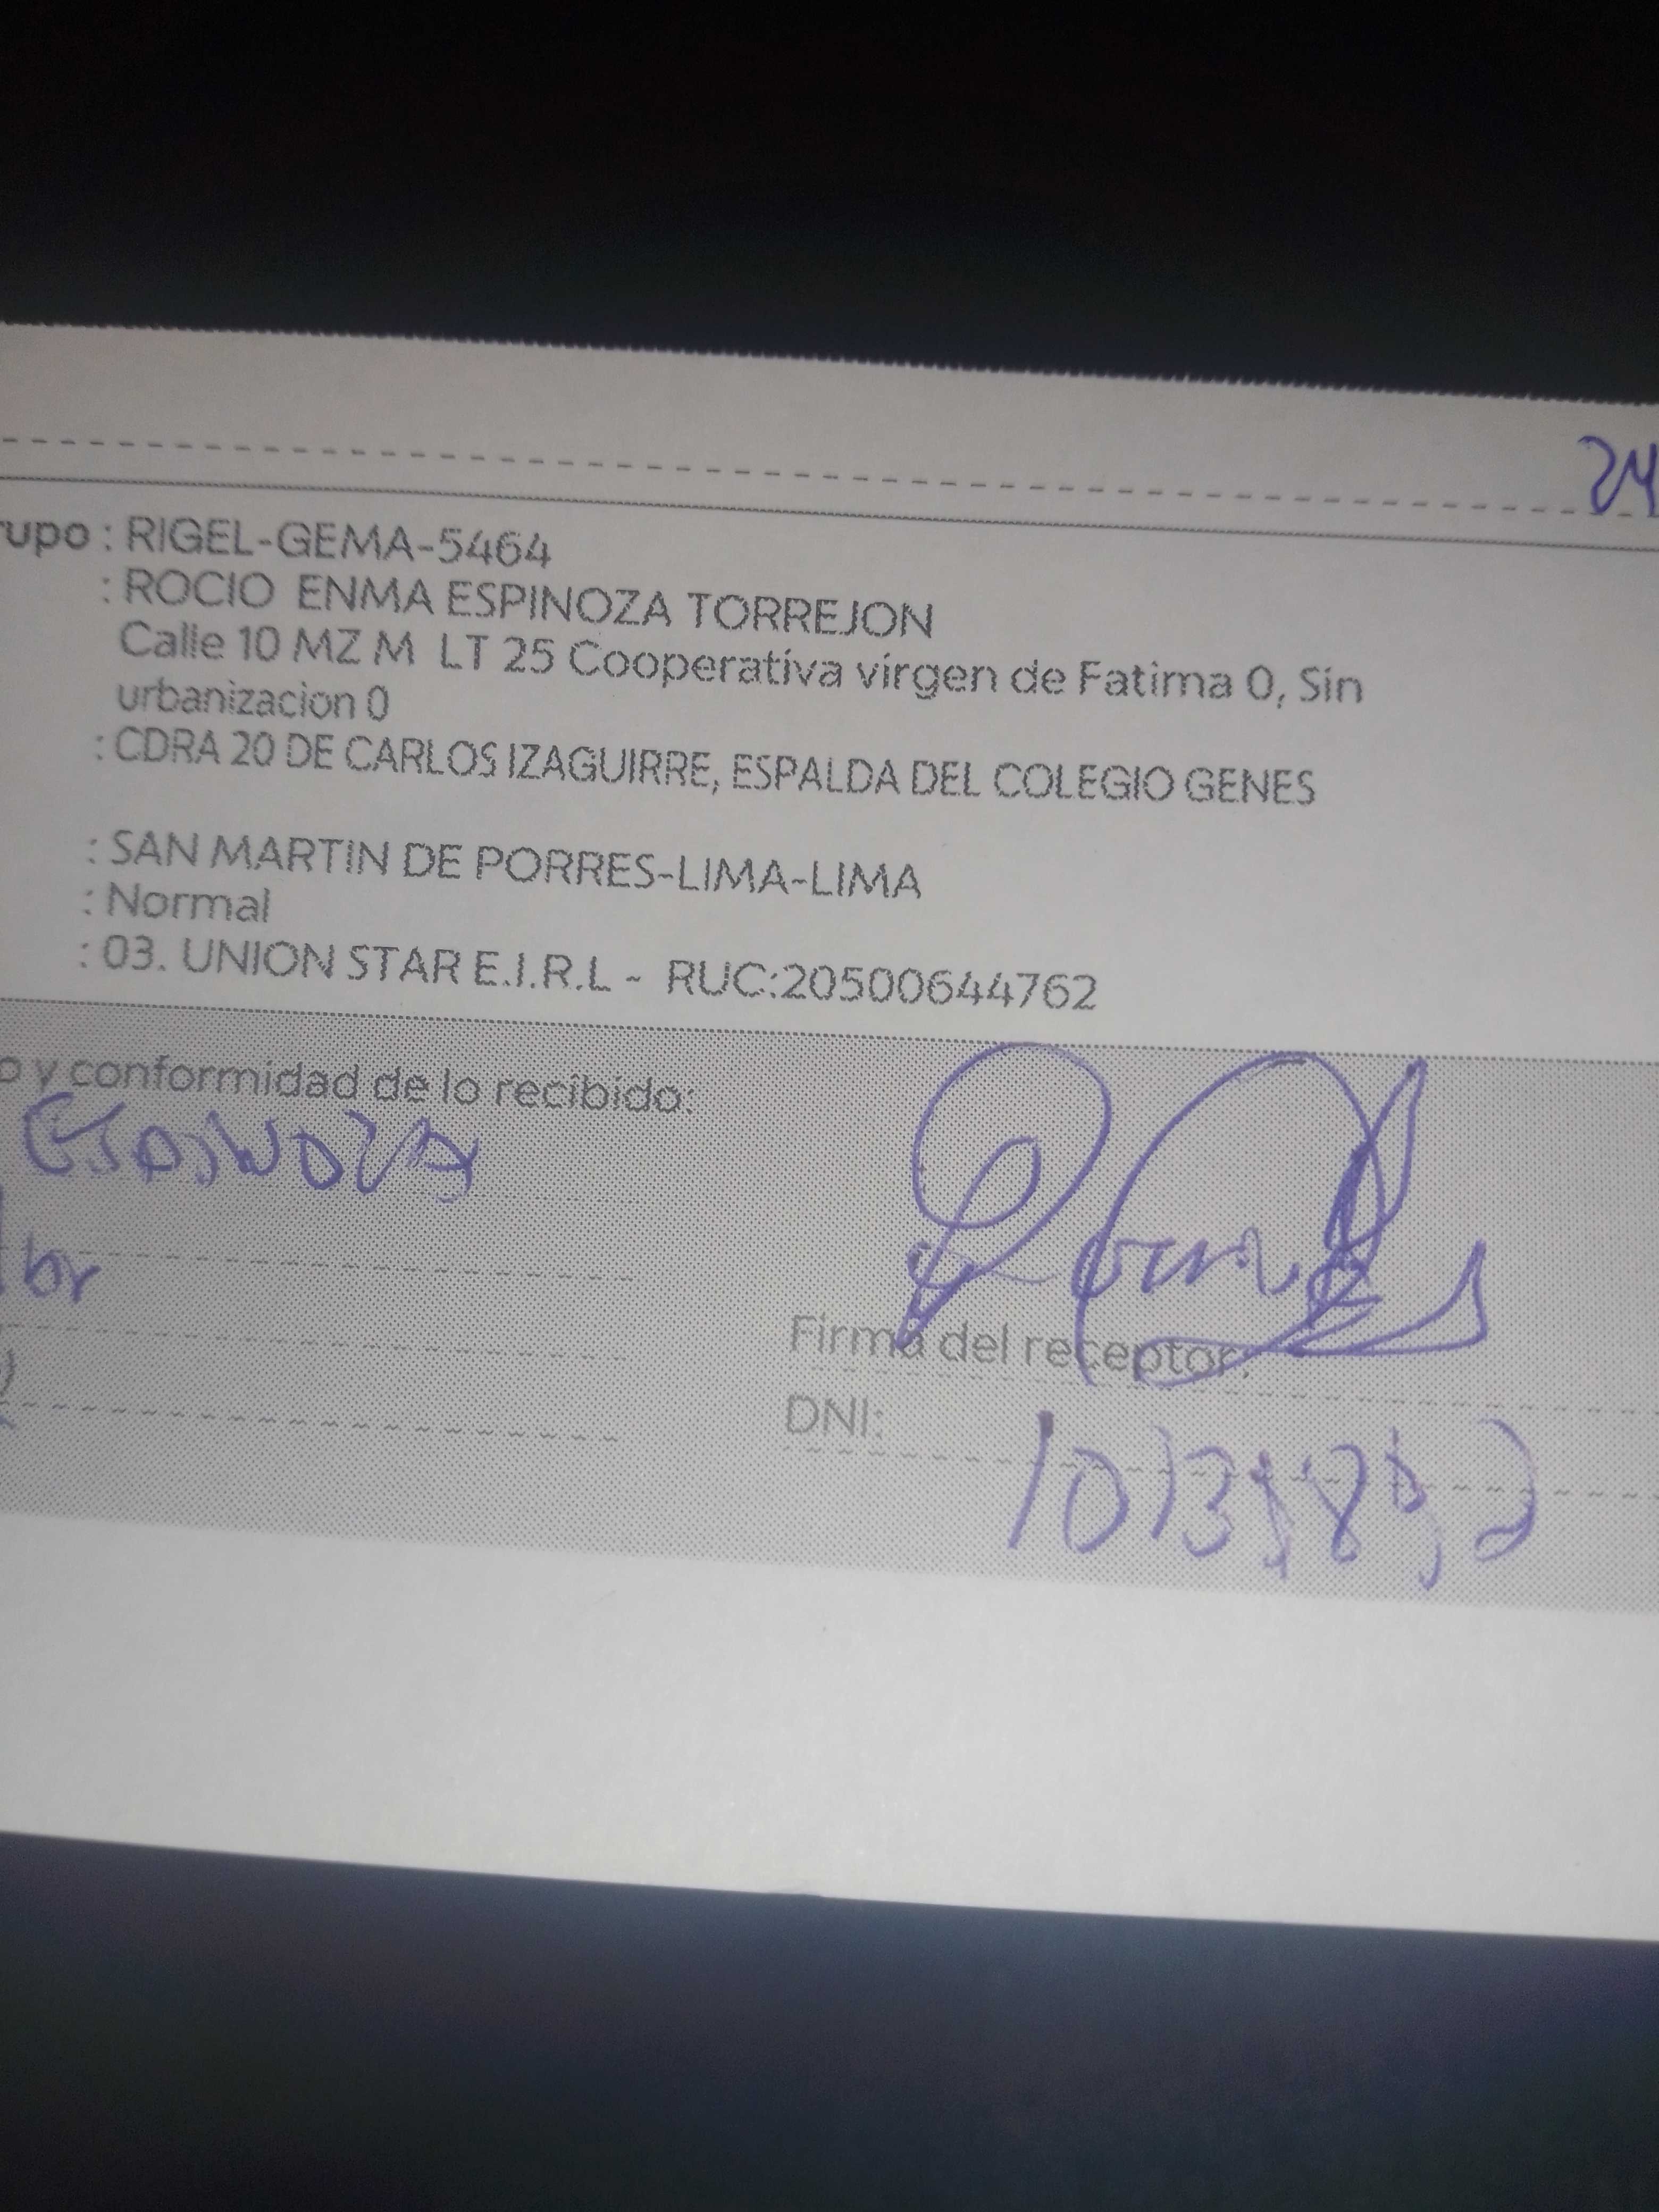 24
rupo : RIGEL-GEMA-5464
: ROCIO ENMA ESPINOZA TORREJON
Calle 10 MZ M LT 25 Cooperativa virgen de Fatima 0, Sin
urbanizacion 0
: CDRA 20 DE CARLOS IZAGUIRRE, ESPALDA DEL COLEGIO GENES
: SAN MARTIN DE PORRES-LIMA-LIMA
: Normal
: 03. UNION STAR E.I.R.L - RUC:20500644762
o y conformidad de lo recibido:
ESPINOZA
Firma del receptor:
DNI: